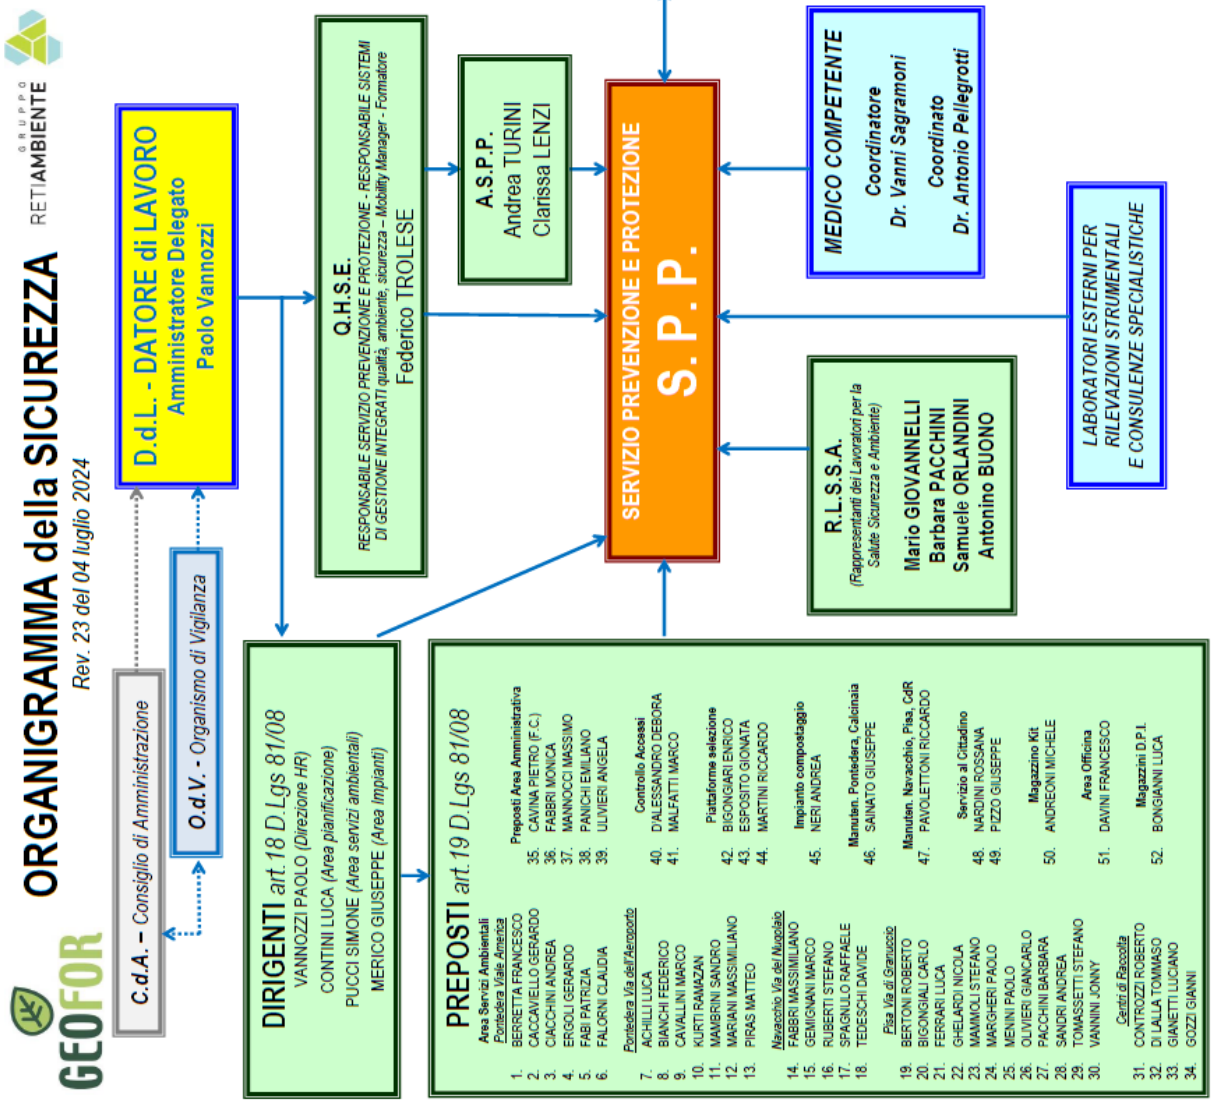 GEOFOR
ORGANIGRAMMA della SICUREZZA
Rev. 23 del 04 luglio 2024
GRUPPO
RETIAMBIENTE
C.d.A. – Consiglio di Amministrazione
O.d.V. - Organismo di Vigilanza
D.d.L. - DATORE di LAVORO
Amministratore Delegato
Paolo Vannozzi
DIRIGENTI art.18 D.Lgs 81/08
VANNOZZI PAOLO (Direzione HR)
CONTINI LUCA (Area pianificazione)
PUCCI SIMONE (Area servizi ambientali)
MERICO GIUSEPPE (Area Impianti)
Q.H.S.E.
RESPONSABILE SERVIZIO PREVENZIONE E PROTEZIONE - RESPONSABILE SISTEMI
DI GESTIONE INTEGRATI qualità, ambiente, sicurezza – Mobility Manager - Formatore
Federico TROLESE
A.S.P.P.
Andrea TURINI
Clarissa LENZI
PREPOSTI art.19 D.Lgs 81/08
Area Servizi Ambientali
Pontedera Viale America
1. BERRETTA FRANCESCO
2. CACCAVIELLO GERARDO
3. CIACCHINI ANDREA
4. ERGOLI GERARDO
5. FABI PATRIZIA
6. FALORNI CLAUDIA
Pontedera Via dell'Aeroporto
7. ACHILLI LUCA
8. BIANCHI FEDERICO
9. CAVALLINI MARCO
10. KURTI RAMAZAN
11. MAMBRINI SANDRO
12. MARIANI MASSIMILIANO
13. PIRAS MATTEO
Navacchio Via del Nugolaio
14. FABBRI MASSIMILIANO
15. GEMIGNANI MARCO
16. RUBERTI STEFANO
17. SPAGNULO RAFFAELE
18. TEDESCHI DAVIDE
Pisa Via di Granuccio
19. BERTONI ROBERTO
20. BIGONGIALI CARLO
21. FERRARI LUCA
22. GHELARDI NICOLA
23. MAMMOLI STEFANO
24. MARGHERI PAOLO
25. MENINI PAOLO
26. OLIVIERI GIANCARLO
27. PACCHINI BARBARA
28. SANDRI ANDREA
29. TOMASSETTI STEFANO
30. VANNINI JONNY
Centri di Raccolta
31. CONTROZZI ROBERTO
32. DI LALLA TOMMASO
33. GIANETTI LUCIANO
34. GOZZI GIANNI
Preposti Area Amministrativa
35. CAVINA PIETRO (F.C.)
36. FABBRI MONICA
37. MANNOCCI MASSIMO
38. PANICHI EMILIANO
39. ULIVIERI ANGELA
Controllo Accessi
40. D'ALESSANDRO DEBORA
41. MALFATTI MARCO
Piattaforme selezione
42. BIGONGIARI ENRICO
43. ESPOSITO GIONATA
44. MARTINI RICCARDO
Impianto compostaggio
45. NERI ANDREA
Manuten. Pontedera, Calcinaia
46. SAINATO GIUSEPPE
Manuten. Navacchio, Pisa, CdR
47. PAVOLETTONI RICCARDO
Servizio al Cittadino
48. NARDINI ROSSANA
49. PIZZO GIUSEPPE
Magazzino Kit
50. ANDREONI MICHELE
Area Officina
51. DAVINI FRANCESCO
Magazzini D.P.I.
52. BONGIANNI LUCA
SERVIZIO PREVENZIONE E PROTEZIONE
S. P. P.
R.L.S.S.A.
(Rappresentanti dei Lavoratori per la
Salute Sicurezza e Ambiente)
Mario GIOVANNELLI
Barbara PACCHINI
Samuele ORLANDINI
Antonino BUONO
MEDICO COMPETENTE
Coordinatore
Dr. Vanni Sagramoni
Coordinato
Dr. Antonio Pellegrotti
LABORATORI ESTERNI PER
RILEVAZIONI STRUMENTALI
E CONSULENZE SPECIALISTICHE